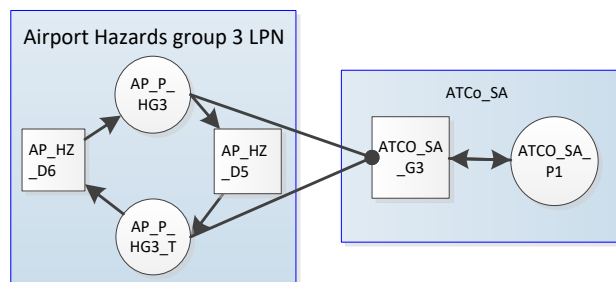 Airport Hazards group 3 LPN
AP_P_
HG3
AP_HZ
_D6
AP_HZ
_D5
AP_P_
HG3_T
ATCo_SA
ATCO_SA
_G3
ATCO_SA_
P1